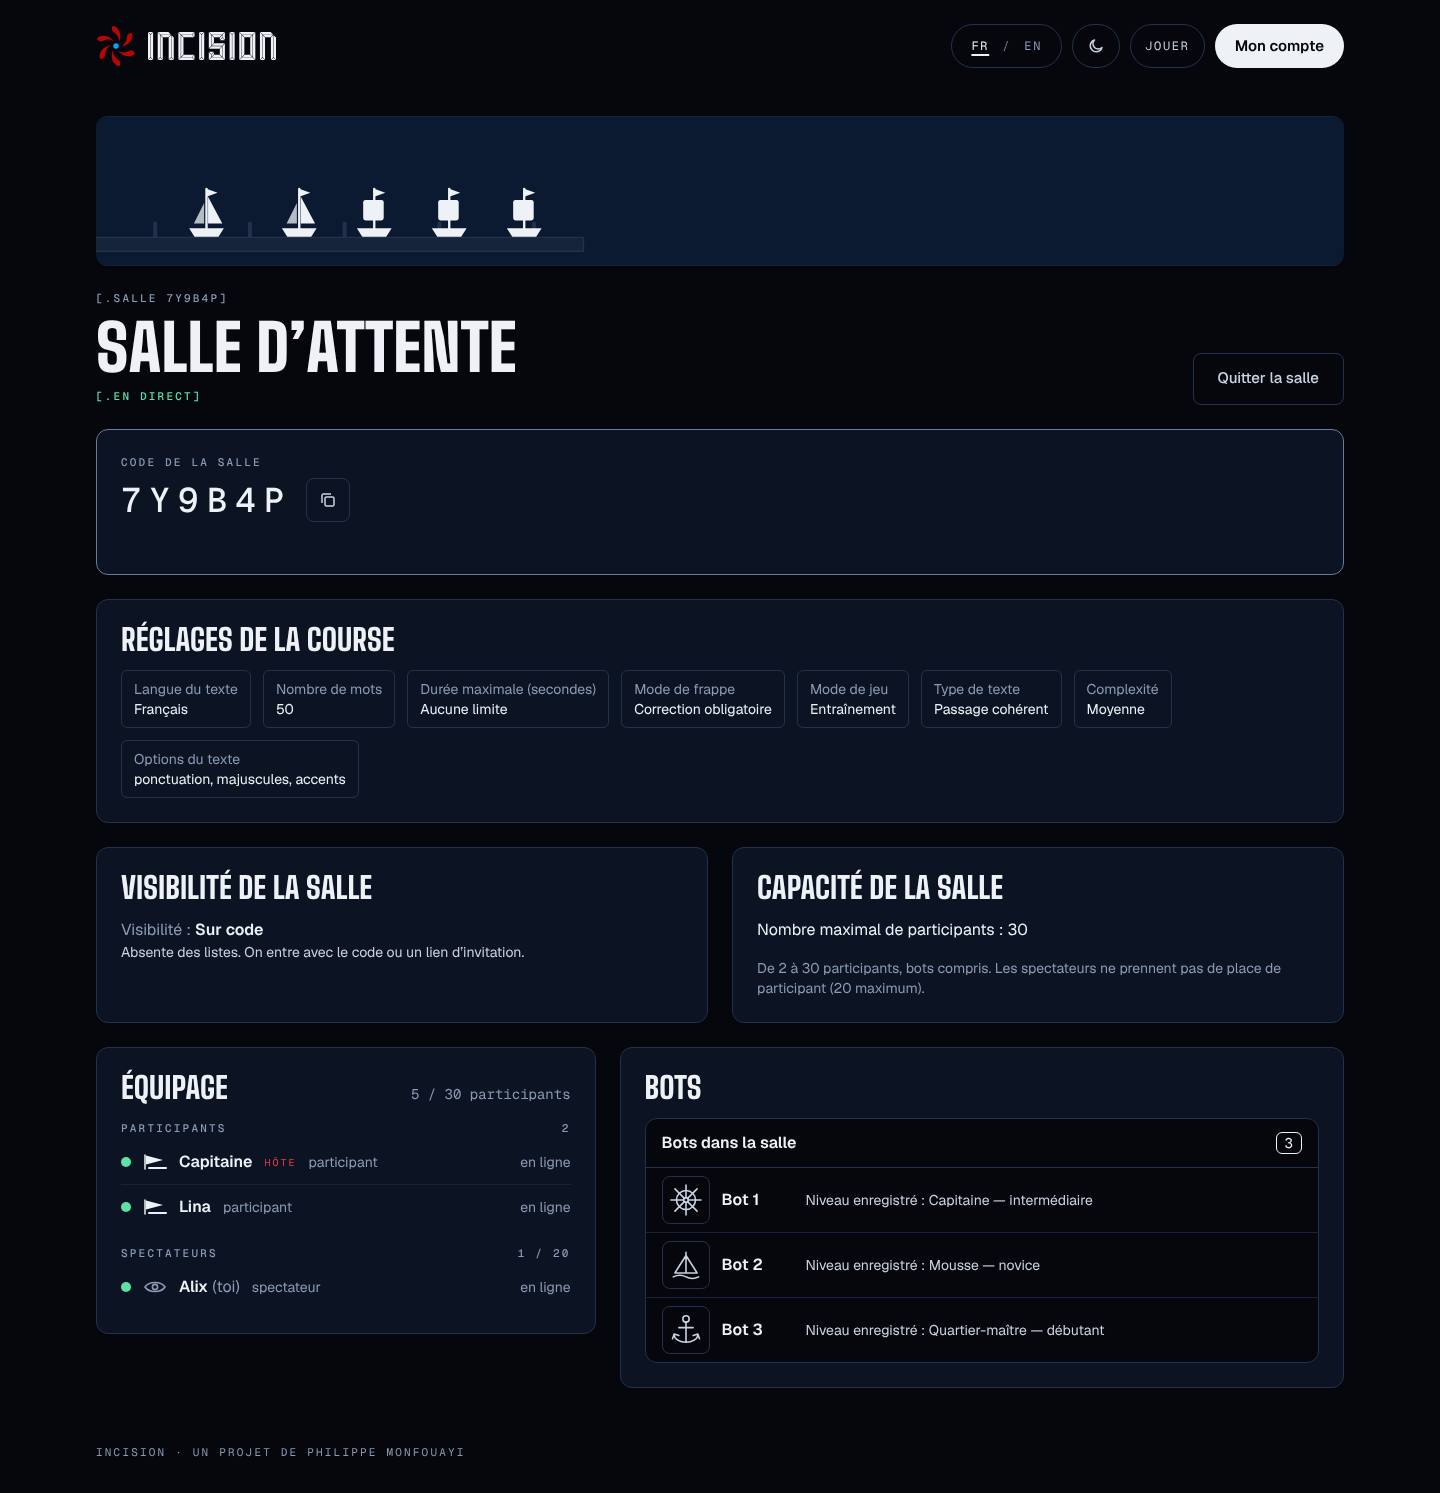 INCISION
FR / EN
JOUER
Mon compte
[.SALLE 7Y9B4P]
SALLE D’ATTENTE
[.EN DIRECT]
Quitter la salle
CODE DE LA SALLE
7Y9B4P
RÉGLAGES DE LA COURSE
Langue du texte
Français
Nombre de mots
50
Durée maximale (secondes)
Aucune limite
Mode de frappe
Correction obligatoire
Mode de jeu
Entraînement
Type de texte
Passage cohérent
Complexité
Moyenne
Options du texte
ponctuation, majuscules, accents
VISIBILITÉ DE LA SALLE
Visibilité : Sur code
Absente des listes. On entre avec le code ou un lien d’invitation.
CAPACITÉ DE LA SALLE
Nombre maximal de participants : 30
De 2 à 30 participants, bots compris. Les spectateurs ne prennent pas de place de
participant (20 maximum).
ÉQUIPAGE
5 / 30 participants
PARTICIPANTS 2
Capitaine HÔTE participant en ligne
Lina participant en ligne
SPECTATEURS 1 / 20
Alix (toi) spectateur en ligne
BOTS
Bots dans la salle 3
Bot 1 Niveau enregistré : Capitaine — intermédiaire
Bot 2 Niveau enregistré : Mousse — novice
Bot 3 Niveau enregistré : Quartier-maître — débutant
INCISION · UN PROJET DE PHILIPPE MONFOUAYI